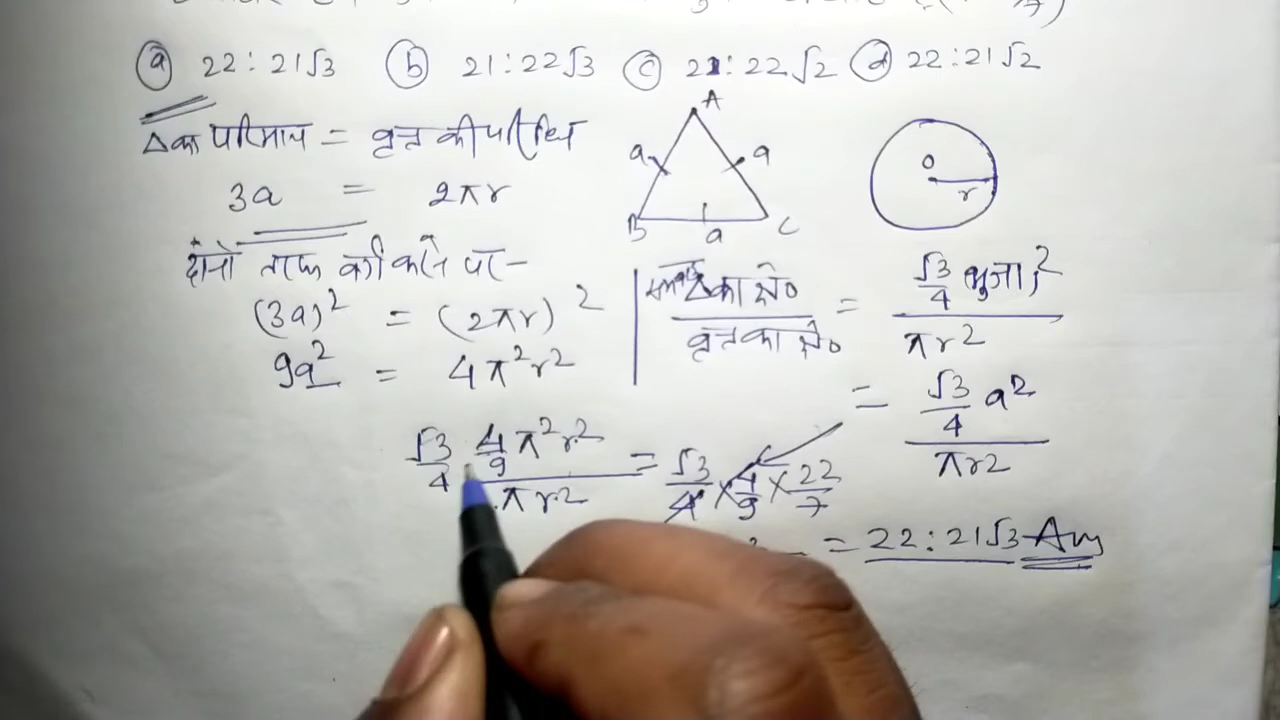 ⓐ 22:21√3 ⓑ 21:22√3 ⓒ 21:22√2 ⓓ 22:21√2
Δका परिमाप = वृत्त की परिधि
3a = 2πr
दोनों तरफ वर्ग करने पर-
(3a)² = (2πr)²
9a² = 4π²r²
√3/4 4/9 π²r² / πr² = √3/4 × 4/9 × 22/7
A
a a
B a C
O
r
Δका क्षे० / वृत्त का क्षे० = √3/4 भुजा² / πr²
= √3/4 a² / πr²
= 22:21√3 Ans